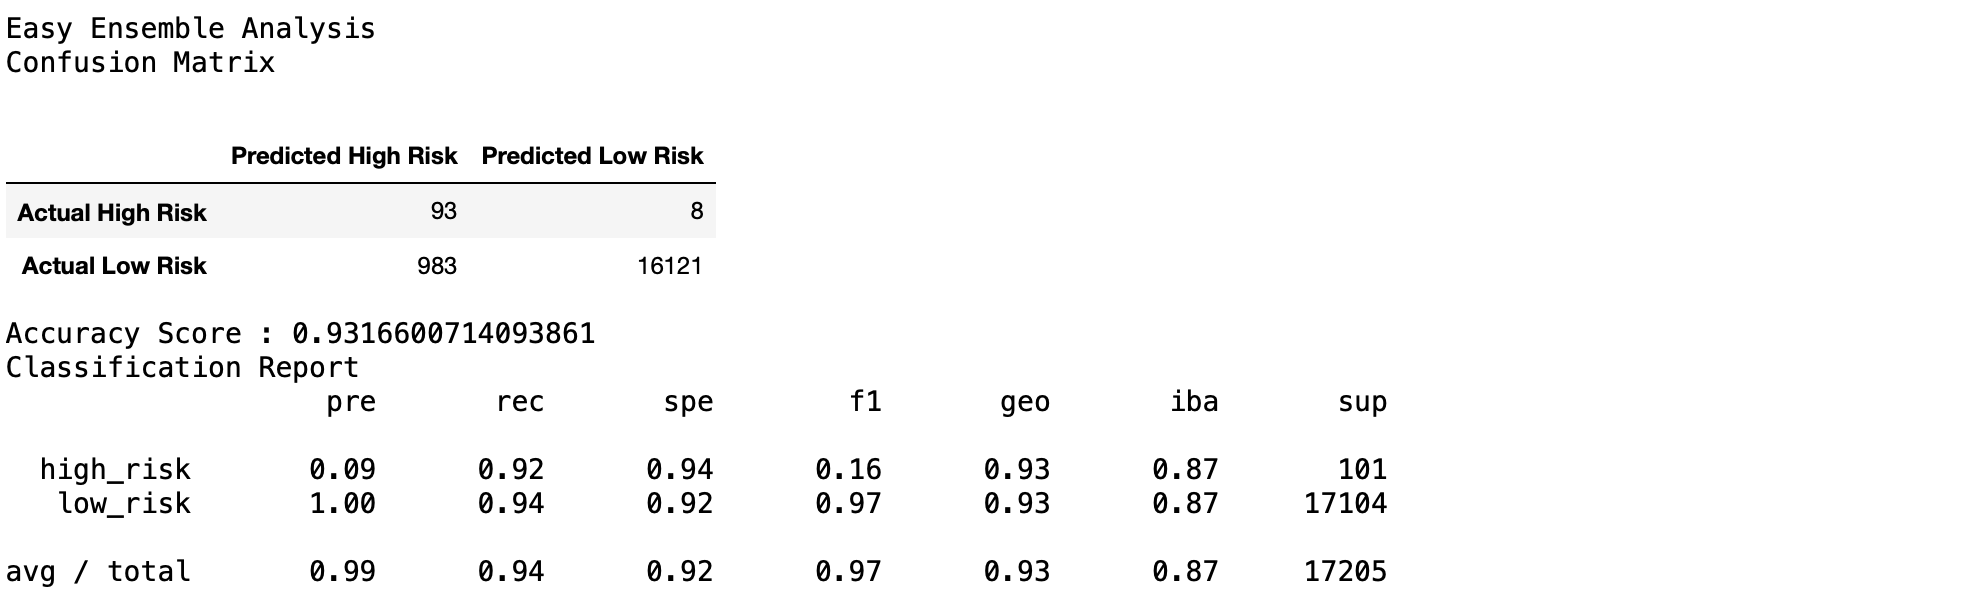 Easy Ensemble Analysis
Confusion Matrix
Predicted High Risk Predicted Low Risk
Actual High Risk 93 8
Actual Low Risk 983 16121
Accuracy Score : 0.9316600714093861
Classification Report
pre rec spe f1 geo iba sup
high_risk 0.09 0.92 0.94 0.16 0.93 0.87 101
low_risk 1.00 0.94 0.92 0.97 0.93 0.87 17104
avg / total 0.99 0.94 0.92 0.97 0.93 0.87 17205